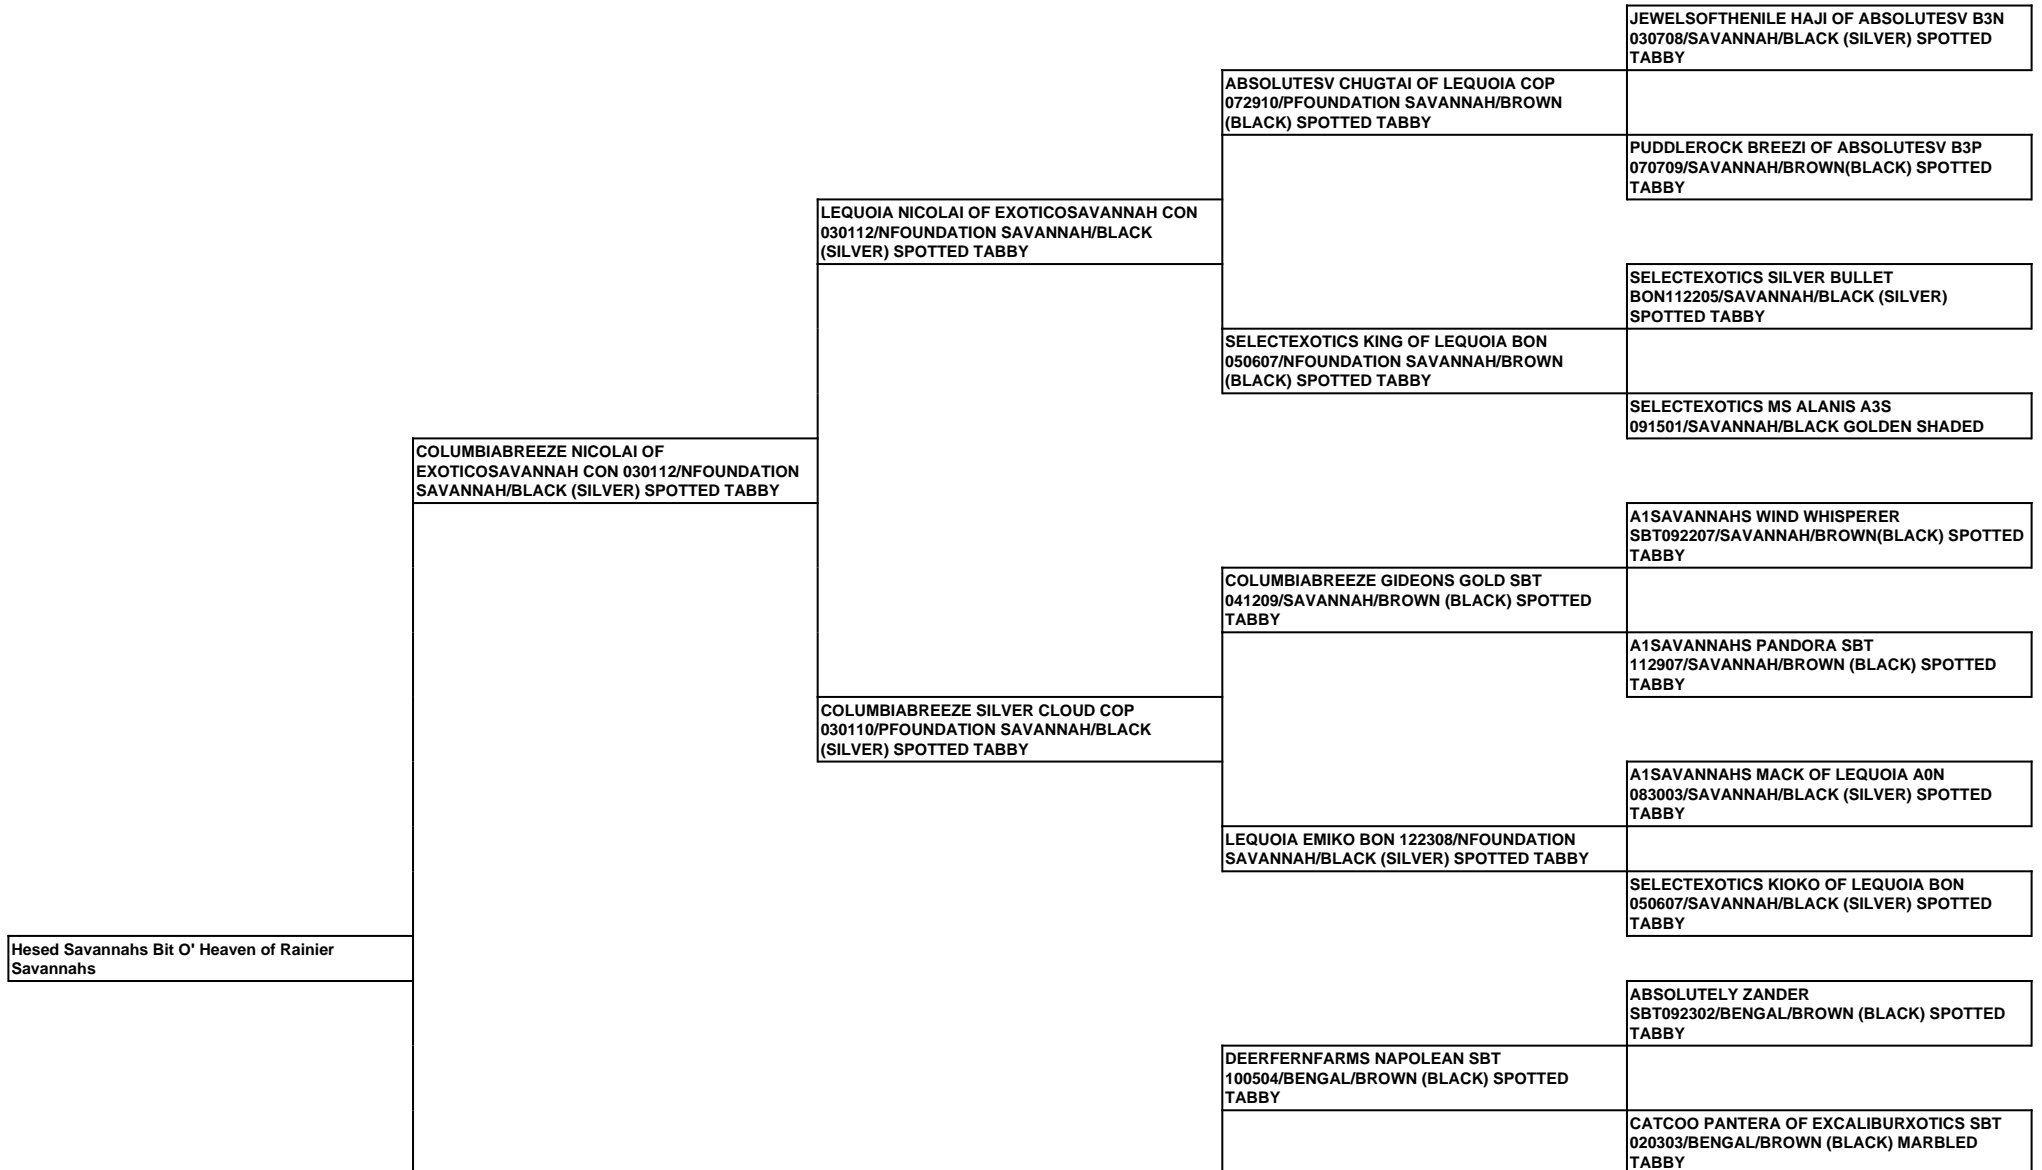 JEWELSOFTHENILE HAJI OF ABSOLUTESV B3N
030708/SAVANNAH/BLACK (SILVER) SPOTTED
TABBY
ABSOLUTESV CHUGTAI OF LEQUOIA COP
072910/PFOUNDATION SAVANNAH/BROWN
(BLACK) SPOTTED TABBY
PUDDLEROCK BREEZI OF ABSOLUTESV B3P
070709/SAVANNAH/BROWN(BLACK) SPOTTED
TABBY
LEQUOIA NICOLAI OF EXOTICOSAVANNAH CON
030112/NFOUNDATION SAVANNAH/BLACK
(SILVER) SPOTTED TABBY
SELECTEXOTICS SILVER BULLET
BON112205/SAVANNAH/BLACK (SILVER)
SPOTTED TABBY
SELECTEXOTICS KING OF LEQUOIA BON
050607/NFOUNDATION SAVANNAH/BROWN
(BLACK) SPOTTED TABBY
SELECTEXOTICS MS ALANIS A3S
091501/SAVANNAH/BLACK GOLDEN SHADED
COLUMBIABREEZE NICOLAI OF
EXOTICOSAVANNAH CON 030112/NFOUNDATION
SAVANNAH/BLACK (SILVER) SPOTTED TABBY
A1SAVANNAHS WIND WHISPERER
SBT092207/SAVANNAH/BROWN(BLACK) SPOTTED
TABBY
COLUMBIABREEZE GIDEONS GOLD SBT
041209/SAVANNAH/BROWN (BLACK) SPOTTED
TABBY
A1SAVANNAHS PANDORA SBT
112907/SAVANNAH/BROWN (BLACK) SPOTTED
TABBY
COLUMBIABREEZE SILVER CLOUD COP
030110/PFOUNDATION SAVANNAH/BLACK
(SILVER) SPOTTED TABBY
A1SAVANNAHS MACK OF LEQUOIA A0N
083003/SAVANNAH/BLACK (SILVER) SPOTTED
TABBY
LEQUOIA EMIKO BON 122308/NFOUNDATION
SAVANNAH/BLACK (SILVER) SPOTTED TABBY
SELECTEXOTICS KIOKO OF LEQUOIA BON
050607/SAVANNAH/BLACK (SILVER) SPOTTED
TABBY
Hesed Savannahs Bit O' Heaven of Rainier
Savannahs
ABSOLUTELY ZANDER
SBT092302/BENGAL/BROWN (BLACK) SPOTTED
TABBY
DEERFERNFARMS NAPOLEAN SBT
100504/BENGAL/BROWN (BLACK) SPOTTED
TABBY
CATCOO PANTERA OF EXCALIBURXOTICS SBT
020303/BENGAL/BROWN (BLACK) MARBLED
TABBY